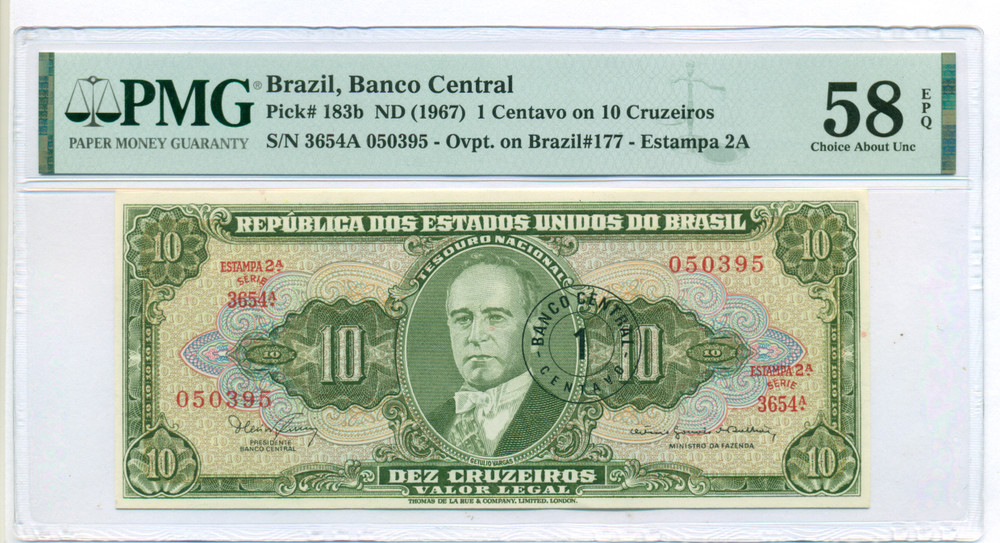 PMG®
PAPER MONEY GUARANTY
Brazil, Banco Central
Pick# 183b ND (1967) 1 Centavo on 10 Cruzeiros
S/N 3654A 050395 - Ovpt. on Brazil#177 - Estampa 2A
58
EPQ
Choice About Unc
REPÚBLICA DOS ESTADOS UNIDOS DO BRASIL
10
10
TESOURO NACIONAL
ESTAMPA 2ª
SÉRIE
3654ª
050395
BANCO CENTRAL
1
CENTAVO
10
10
10
10
050395
ESTAMPA 2ª
SÉRIE
3654ª
PRESIDENTE
BANCO CENTRAL
MINISTRO DA FAZENDA
GETULIO VARGAS
10
10
DEZ CRUZEIROS
VALOR LEGAL
THOMAS DE LA RUE & COMPANY, LIMITED, LONDON.